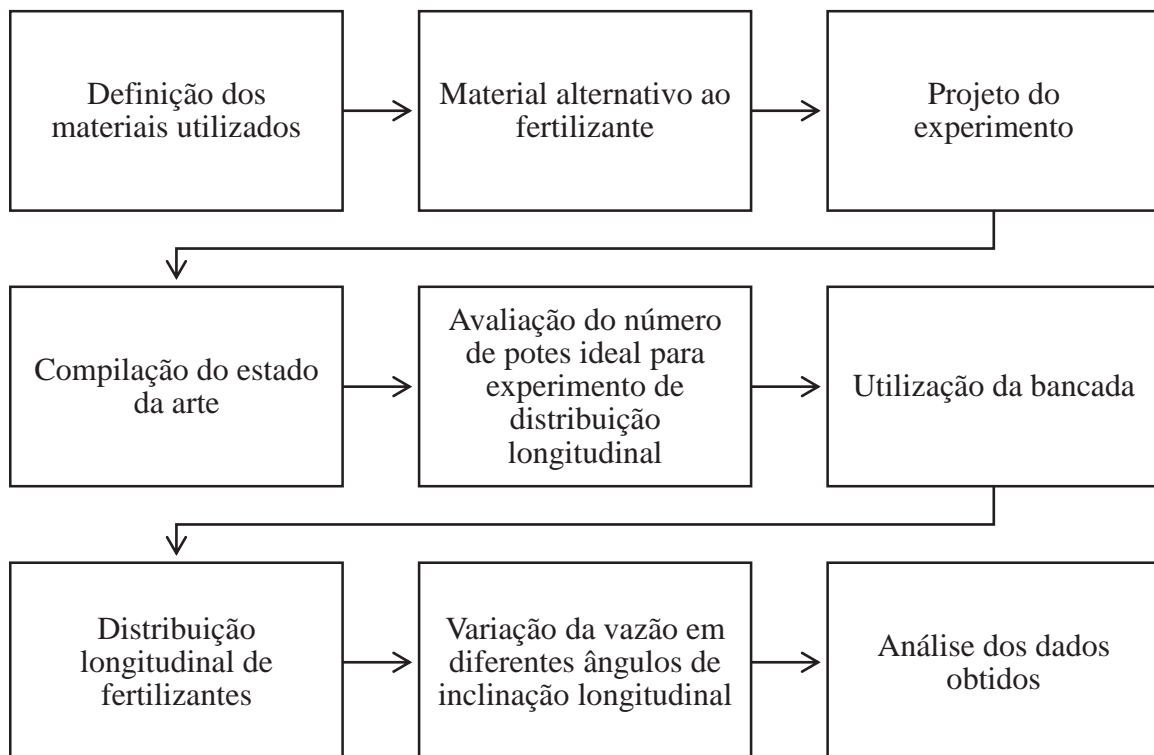 Definição dos
materiais utilizados
Material alternativo ao
fertilizante
Projeto do
experimento
Compilação do estado
da arte
Avaliação do número
de potes ideal para
experimento de
distribuição
longitudinal
Utilização da bancada
Distribuição
longitudinal de
fertilizantes
Variação da vazão em
diferentes ângulos de
inclinação longitudinal
Análise dos dados
obtidos